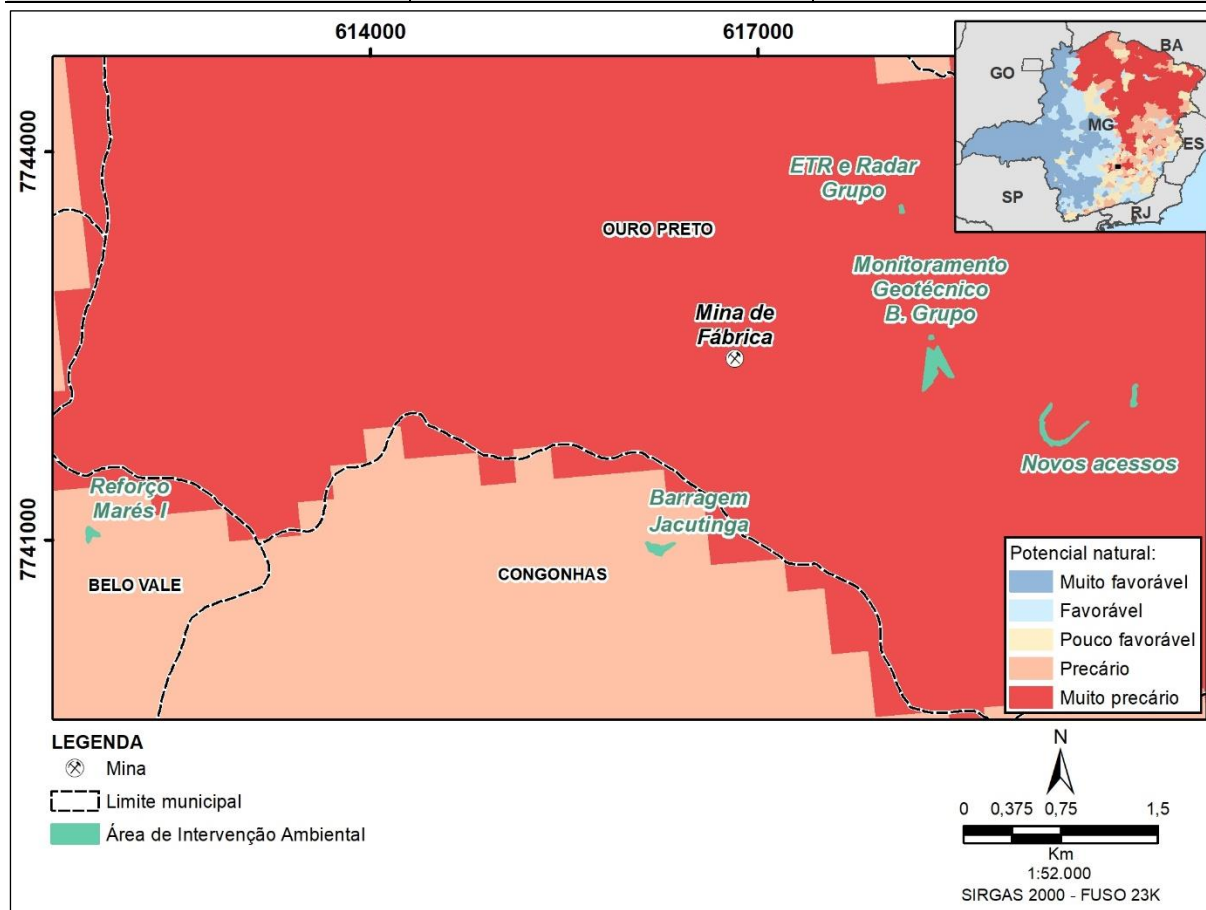 614000
617000
7744000
7741000
BA
GO
MG
ES
SP
RJ
ETR e Radar
Grupo
OURO PRETO
Monitoramento
Geotécnico
B. Grupo
Mina de
Fábrica
Novos acessos
Reforço
Marés I
Barragem
Jacutinga
BELO VALE
CONGONHAS
Potencial natural:
Muito favorável
Favorável
Pouco favorável
Precário
Muito precário
LEGENDA
Mina
Limite municipal
Área de Intervenção Ambiental
N
0 0,375 0,75 1,5
Km
1:52.000
SIRGAS 2000 - FUSO 23K